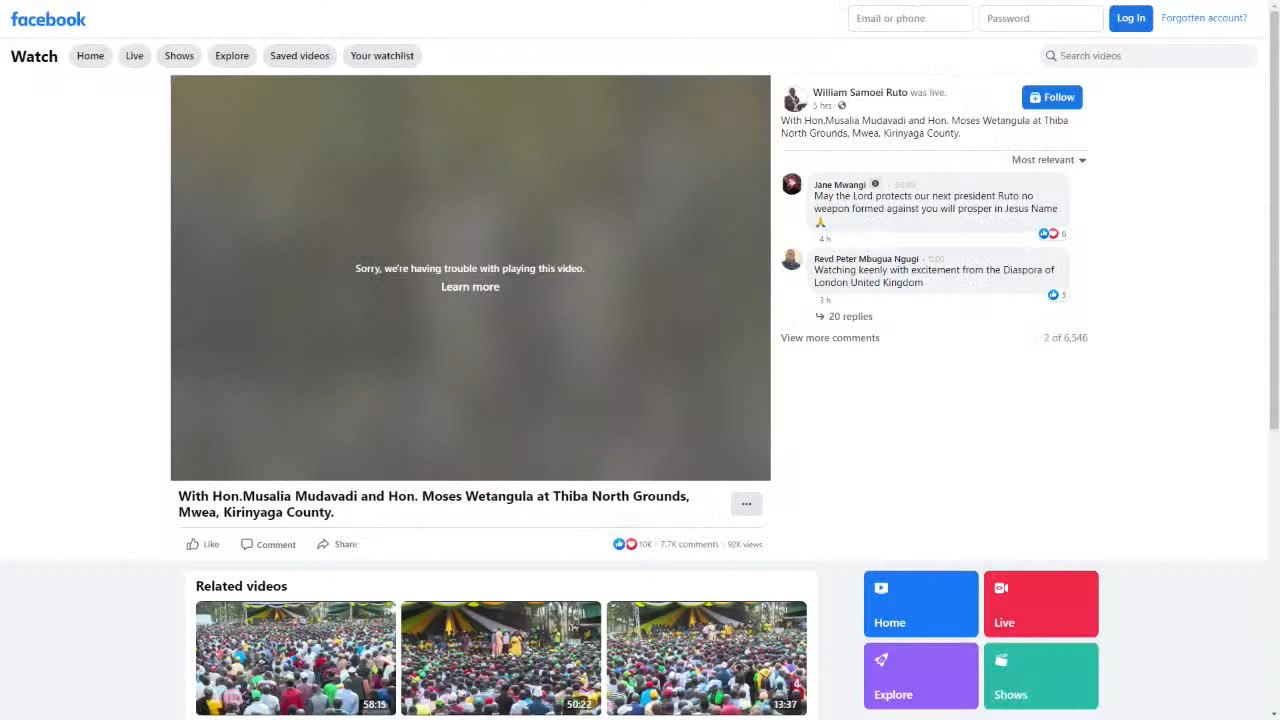 facebook
Email or phone
Password
Log In
Forgotten account?
Watch
Home
Live
Shows
Explore
Saved videos
Your watchlist
Search videos
William Samoei Ruto was live.
5 hrs ·
Follow
With Hon.Musalia Mudavadi and Hon. Moses Wetangula at Thiba
North Grounds, Mwea, Kirinyaga County.
Most relevant
Jane Mwangi
May the Lord protects our next president Ruto no
weapon formed against you will prosper in Jesus Name
🙏
6
4 h
Revd Peter Mbugua Ngugi · 0:00
Watching keenly with excitement from the Diaspora of
London United Kingdom
5
3 h
20 replies
View more comments
2 of 6,546
Sorry, we're having trouble with playing this video.
Learn more
With Hon.Musalia Mudavadi and Hon. Moses Wetangula at Thiba North Grounds,
Mwea, Kirinyaga County.
Like
Comment
Share
10K · 7.7K comments · 92K views
Related videos
58:15
50:22
13:37
Home
Live
Explore
Shows